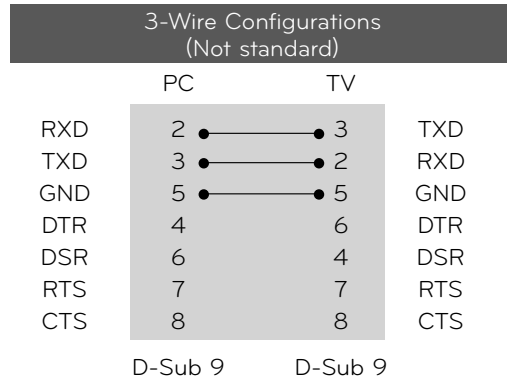 3-Wire Configurations
(Not standard)
PC TV
RXD 2 3 TXD
TXD 3 2 RXD
GND 5 5 GND
DTR 4 6 DTR
DSR 6 4 DSR
RTS 7 7 RTS
CTS 8 8 CTS
D-Sub 9 D-Sub 9